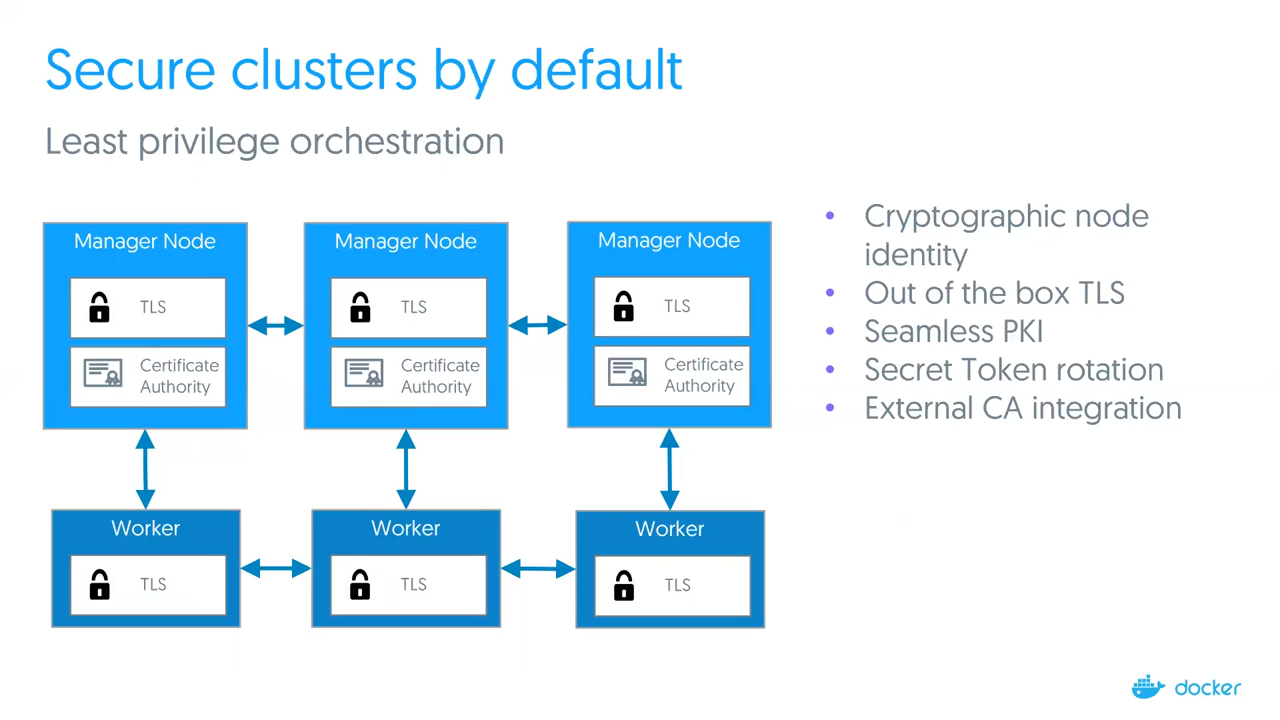 Secure clusters by default
Least privilege orchestration
Manager Node
TLS
Certificate
Authority
Manager Node
TLS
Certificate
Authority
Manager Node
TLS
Certificate
Authority
Worker
TLS
Worker
TLS
Worker
TLS
• Cryptographic node
identity
• Out of the box TLS
• Seamless PKI
• Secret Token rotation
• External CA integration
docker